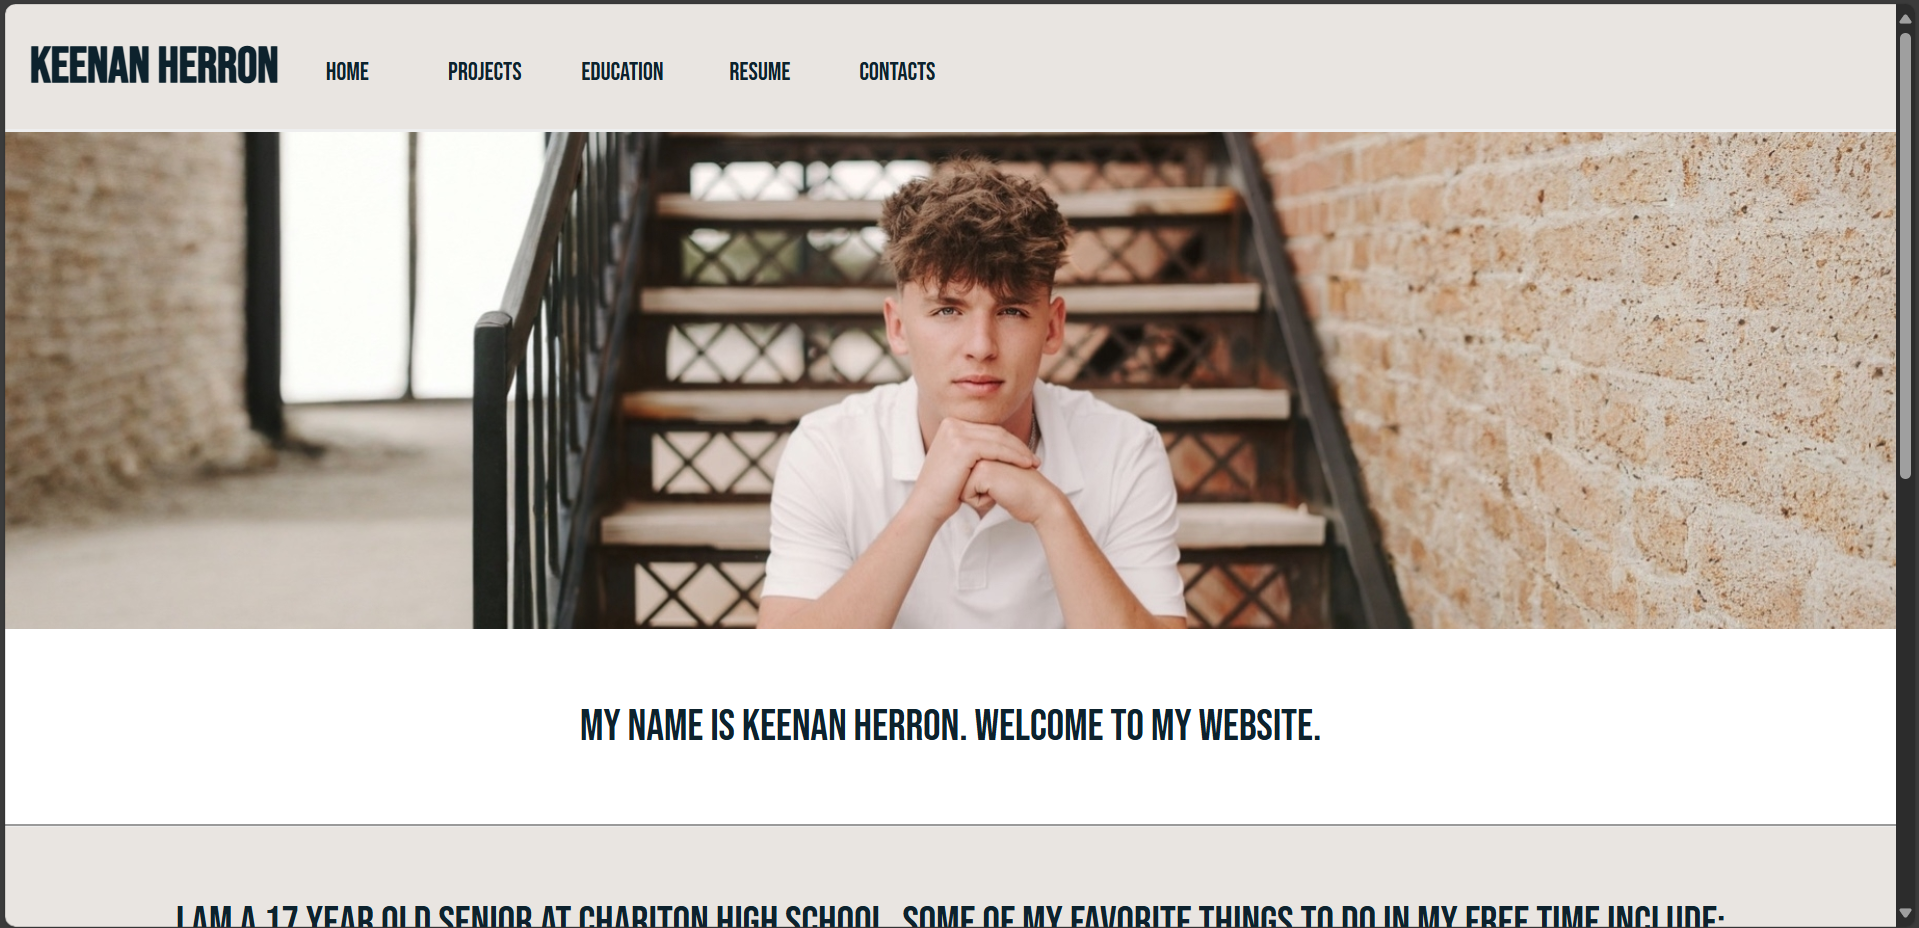 KEENAN HERRON
HOME PROJECTS EDUCATION RESUME CONTACTS
MY NAME IS KEENAN HERRON. WELCOME TO MY WEBSITE.
I AM A 17 YEAR OLD SENIOR AT CHARITON HIGH SCHOOL. SOME OF MY FAVORITE THINGS TO DO IN MY FREE TIME INCLUDE: